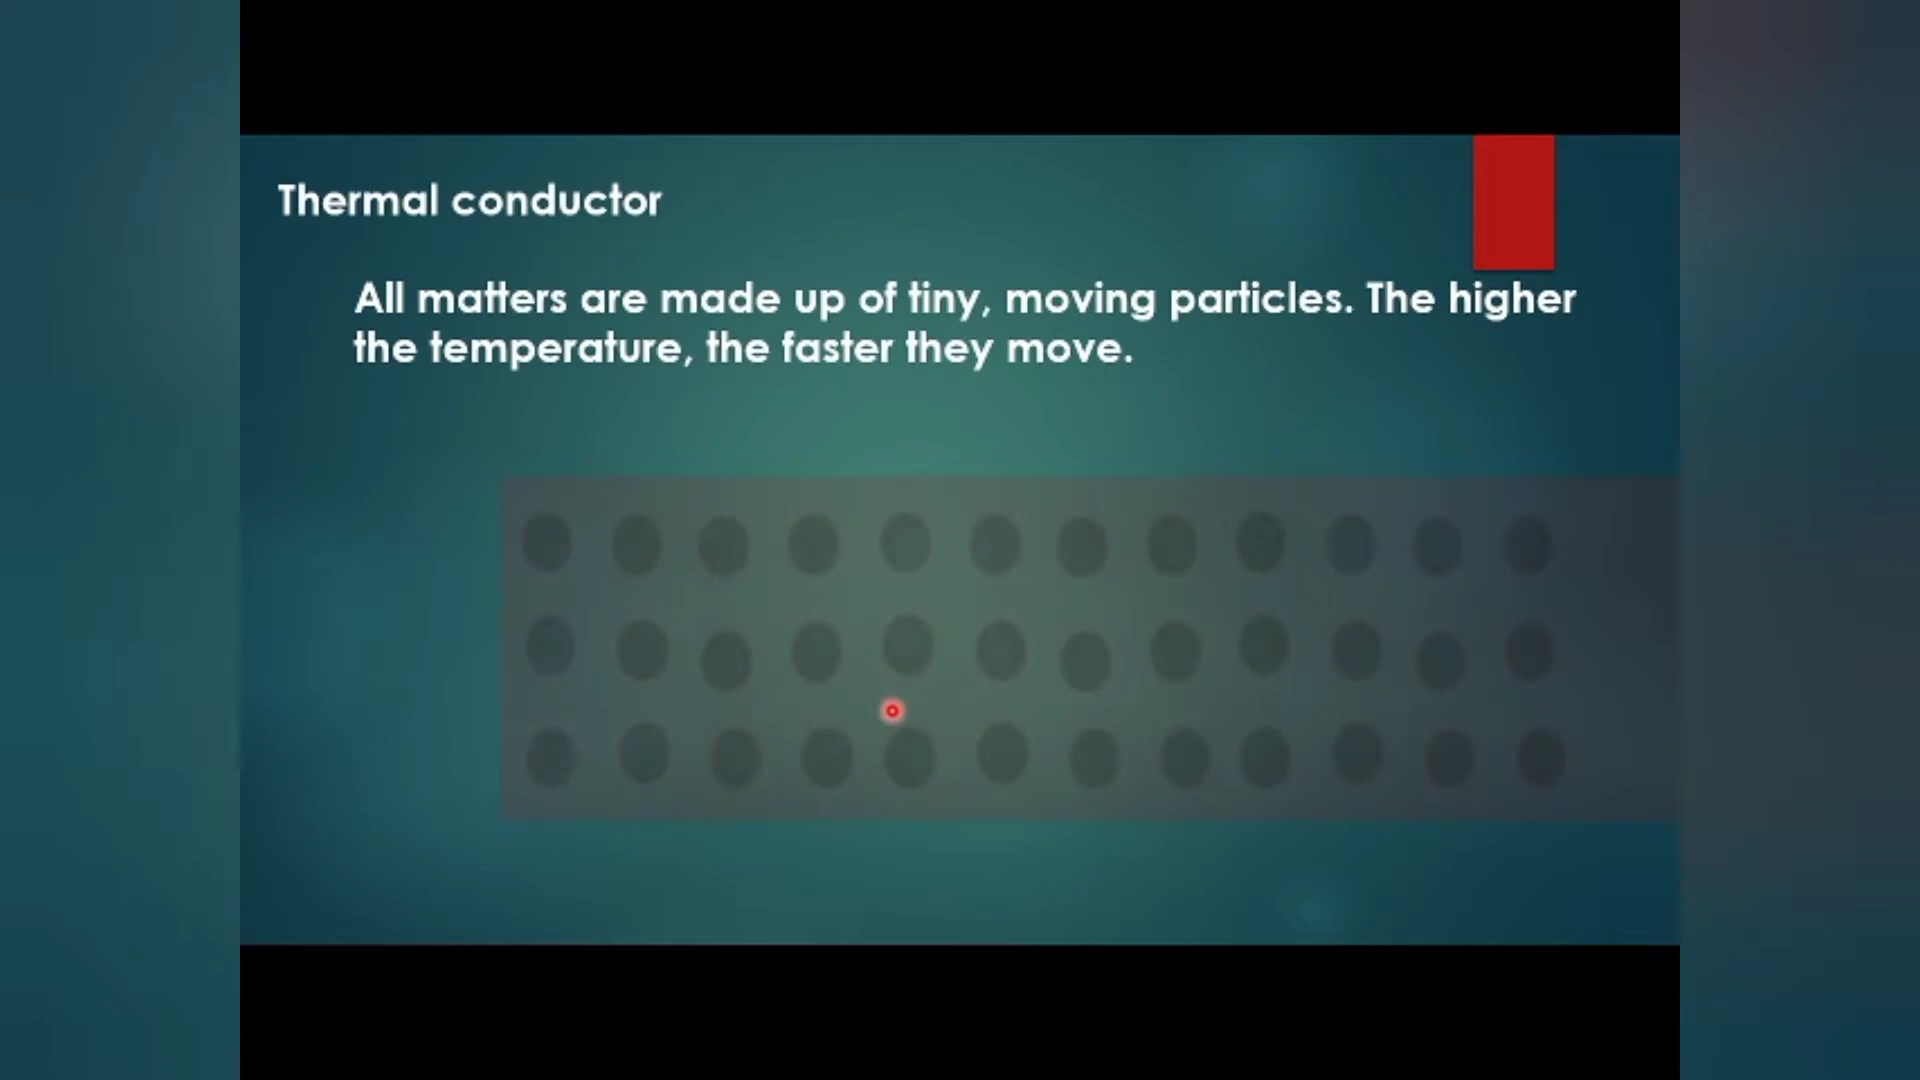 Thermal conductor
All matters are made up of tiny, moving particles. The higher
the temperature, the faster they move.